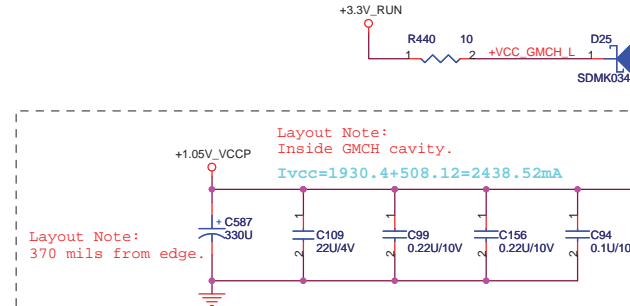 +3.3V_RUN
R440 10
D25
1 2 +VCC_GMCH_L 1
SDMK034
Layout Note:
Inside GMCH cavity.
+1.05V_VCCP
Ivcc=1930.4+508.12=2438.52mA
+ C587
330U
1 C109
22U/4V
2
1 C99
0.22U/10V
2
1 C156
0.22U/10V
2
1 C94
0.1U/10
2
Layout Note:
370 mils from edge.